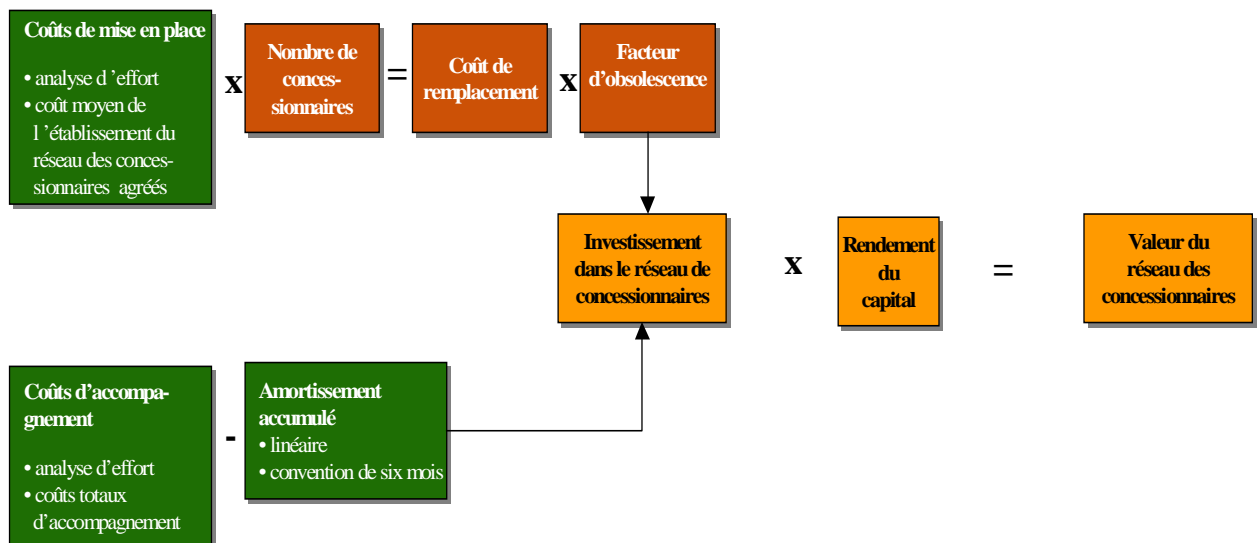 Coûts de mise en place
• analyse d ’effort
• coût moyen de
l ’établissement du
réseau des conces-
sionnaires agréés
x
Nombre de
conces-
sionnaires
=
Coût de
remplacement
x
Facteur
d’obsolescence
Investissement
dans le réseau de
concessionnaires
x
Rendement
du
capital
=
Valeur du
réseau des
concessionnaires
Coûts d’accompa-
gnement
• analyse d’effort
• coûts totaux
d’accompagnement
-
Amortissement
accumulé
• linéaire
• convention de six mois